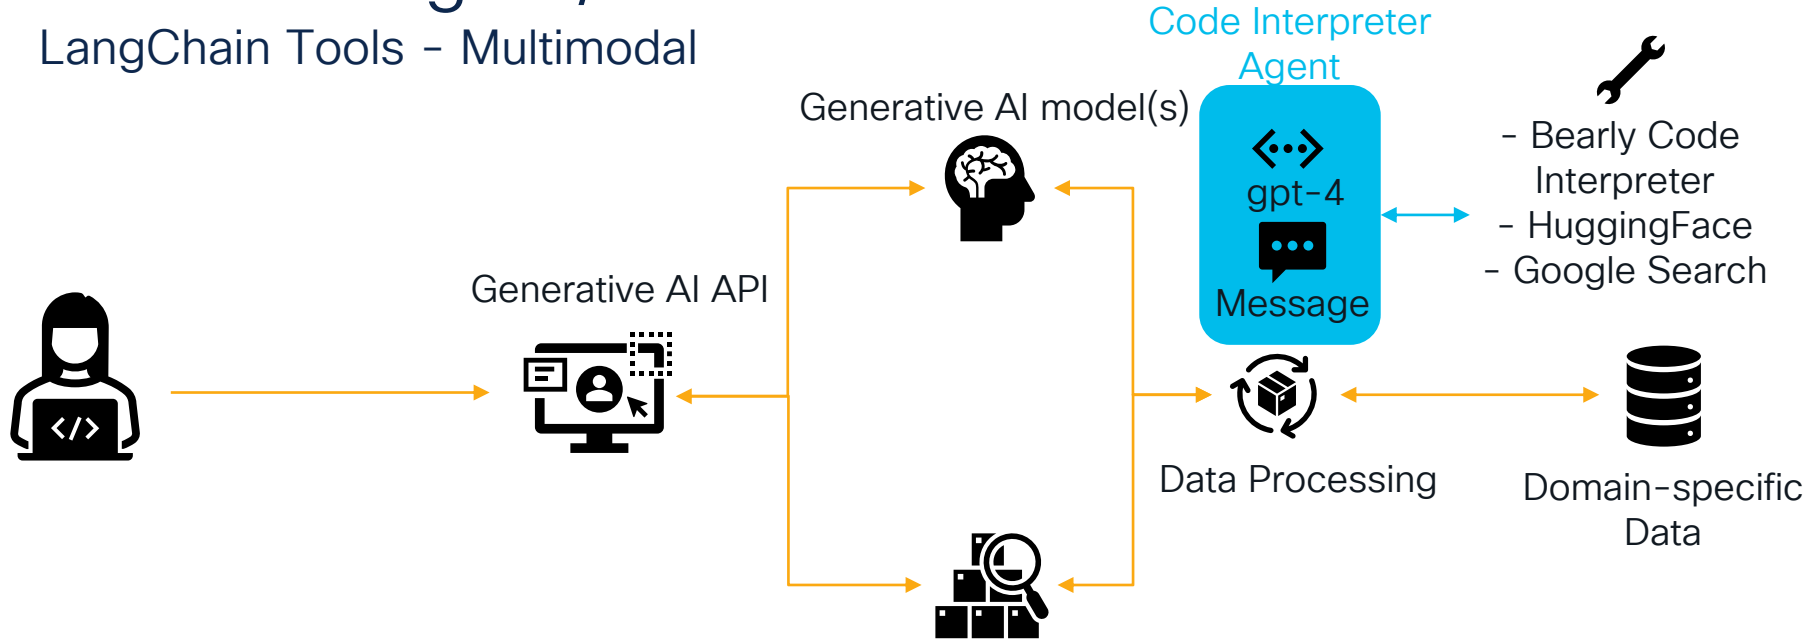 LangChain Tools - Multimodal
Code Interpreter
Agent
Generative AI model(s)
gpt-4
Message
- Bearly Code
Interpreter
- HuggingFace
- Google Search
Generative AI API
</>
Data Processing
Domain-specific
Data